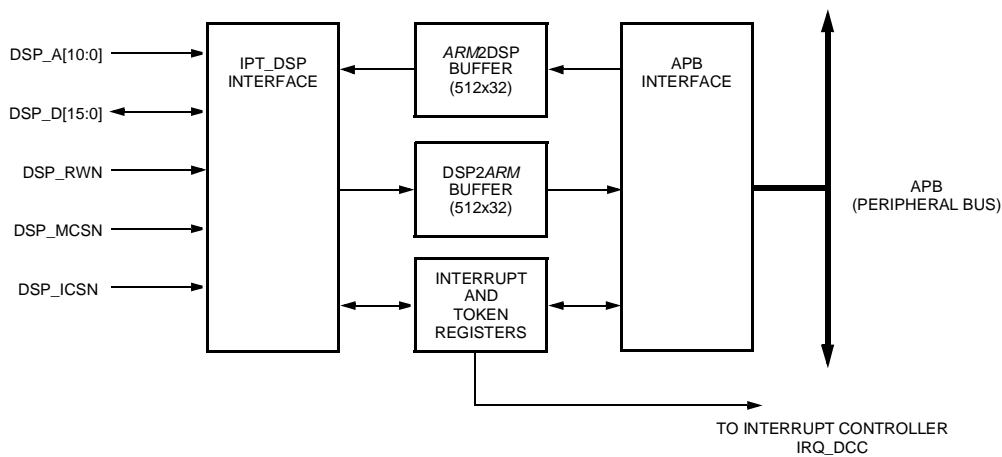 DSP_A[10:0]
DSP_D[15:0]
DSP_RWN
DSP_MCSN
DSP_ICSN
IPT_DSP
INTERFACE
ARM2DSP
BUFFER
(512x32)
DSP2ARM
BUFFER
(512x32)
INTERRUPT
AND
TOKEN
REGISTERS
APB
INTERFACE
APB
(PERIPHERAL BUS)
TO INTERRUPT CONTROLLER
IRQ_DCC